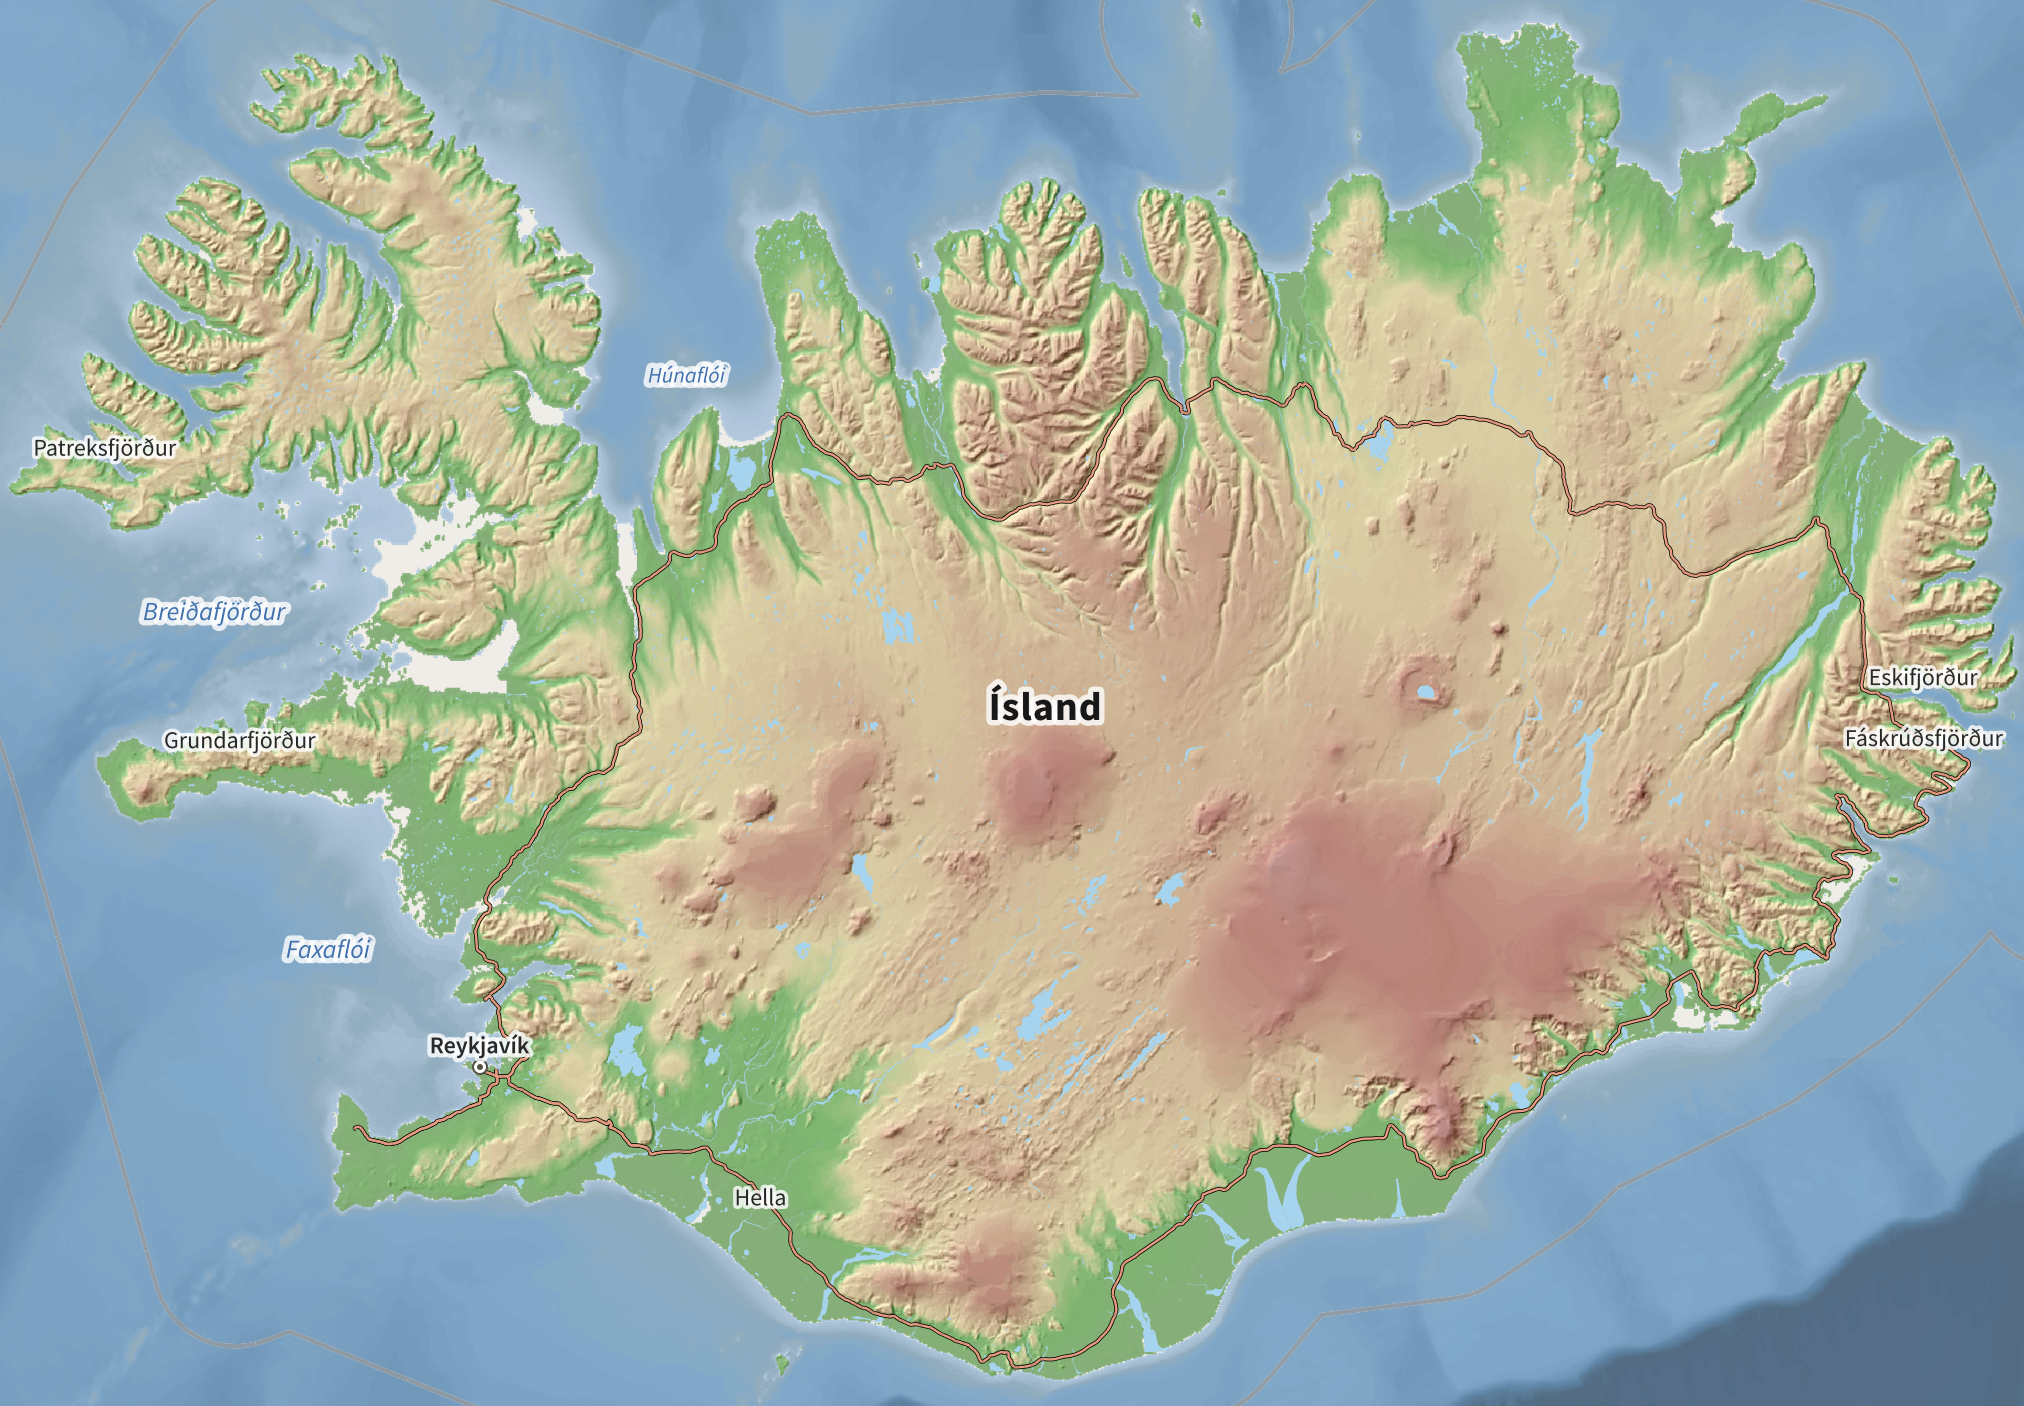 Húnaflói
Patreksfjörður
Breiðafjörður
Eskifjörður
Ísland
Grundarfjörður
Fáskrúðsfjörður
Faxaflói
Reykjavík
Hella